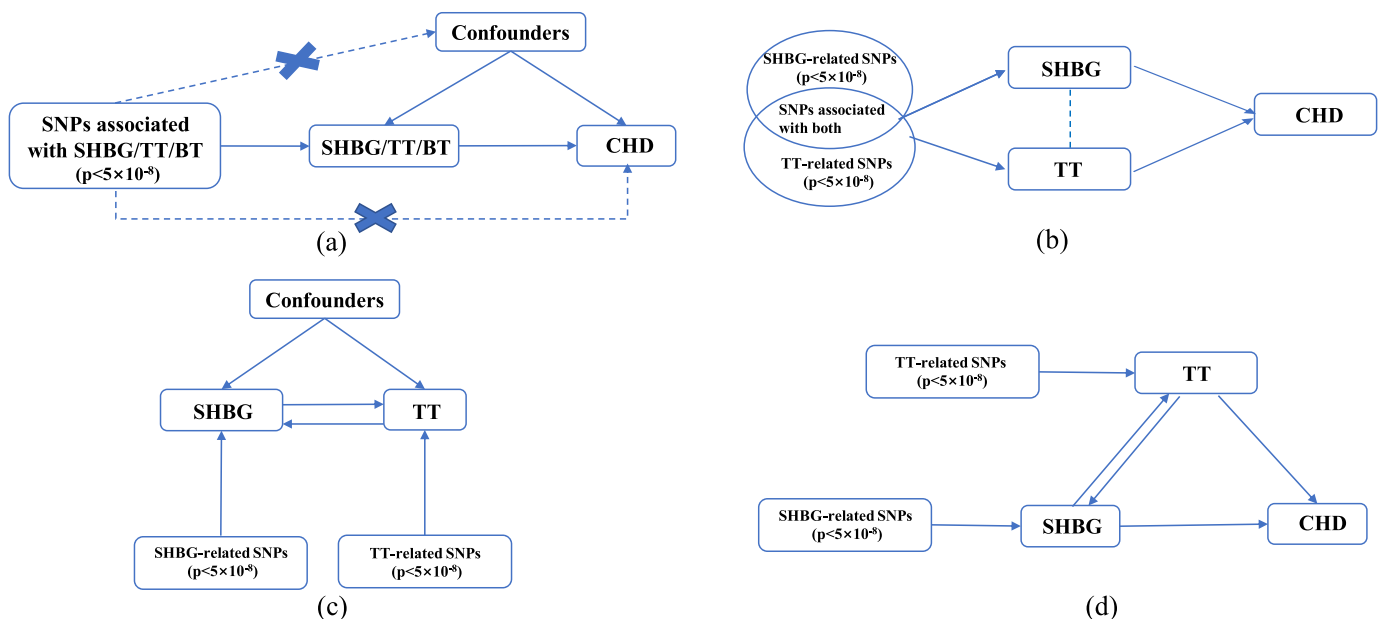 Confounders
SNPs associated
with SHBG/TT/BT
(p<5×10⁻⁸)
SHBG/TT/BT
CHD
(a)
SHBG-related SNPs
(p<5×10⁻⁸)
SNPs associated
with both
TT-related SNPs
(p<5×10⁻⁸)
SHBG
TT
CHD
(b)
Confounders
SHBG
TT
SHBG-related SNPs
(p<5×10⁻⁸)
TT-related SNPs
(p<5×10⁻⁸)
(c)
TT-related SNPs
(p<5×10⁻⁸)
TT
SHBG-related SNPs
(p<5×10⁻⁸)
SHBG
CHD
(d)